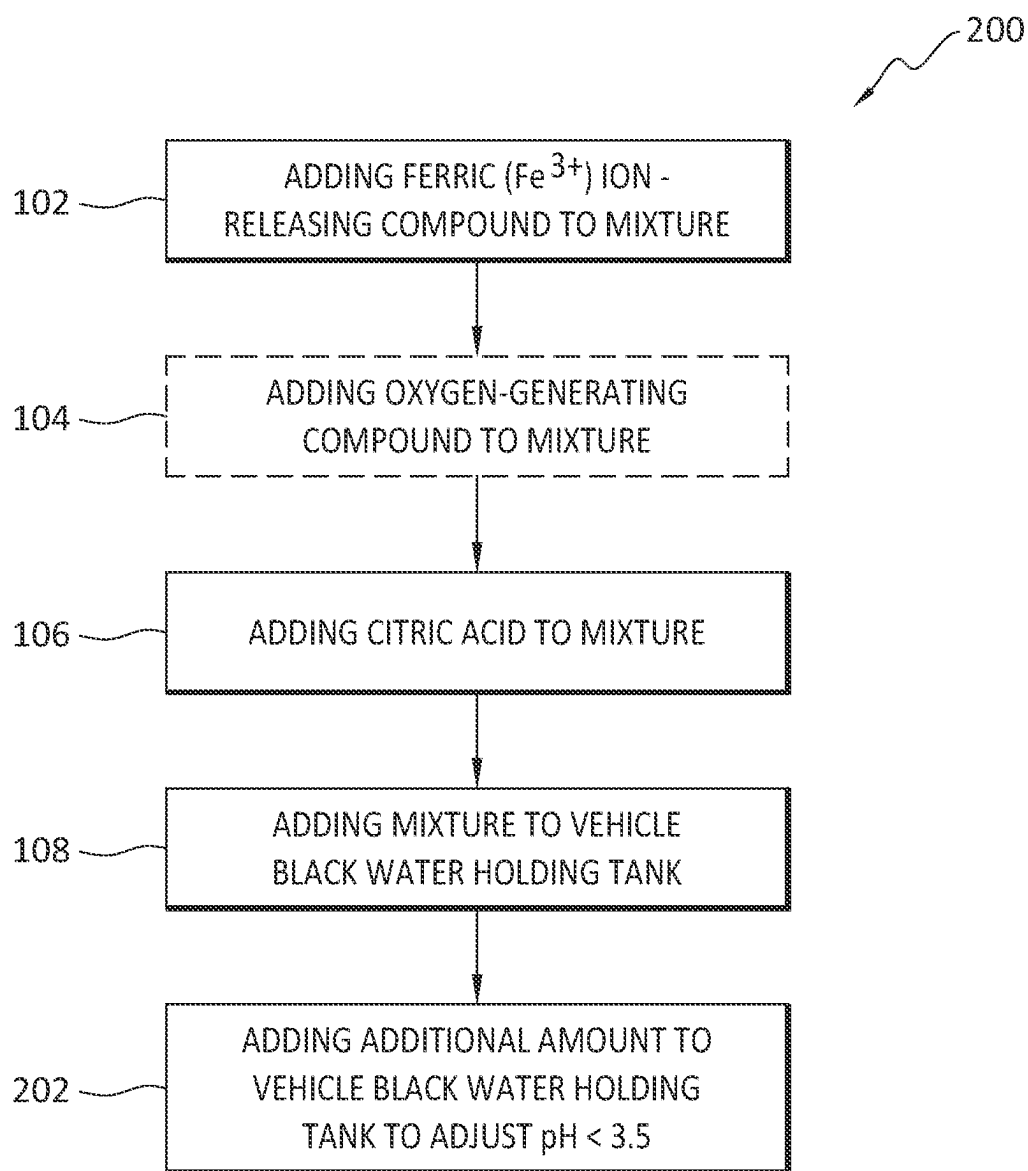 200
102
ADDING FERRIC (Fe3+) ION -
RELEASING COMPOUND TO MIXTURE
104
ADDING OXYGEN-GENERATING
COMPOUND TO MIXTURE
106
ADDING CITRIC ACID TO MIXTURE
108
ADDING MIXTURE TO VEHICLE
BLACK WATER HOLDING TANK
202
ADDING ADDITIONAL AMOUNT TO
VEHICLE BLACK WATER HOLDING
TANK TO ADJUST pH < 3.5